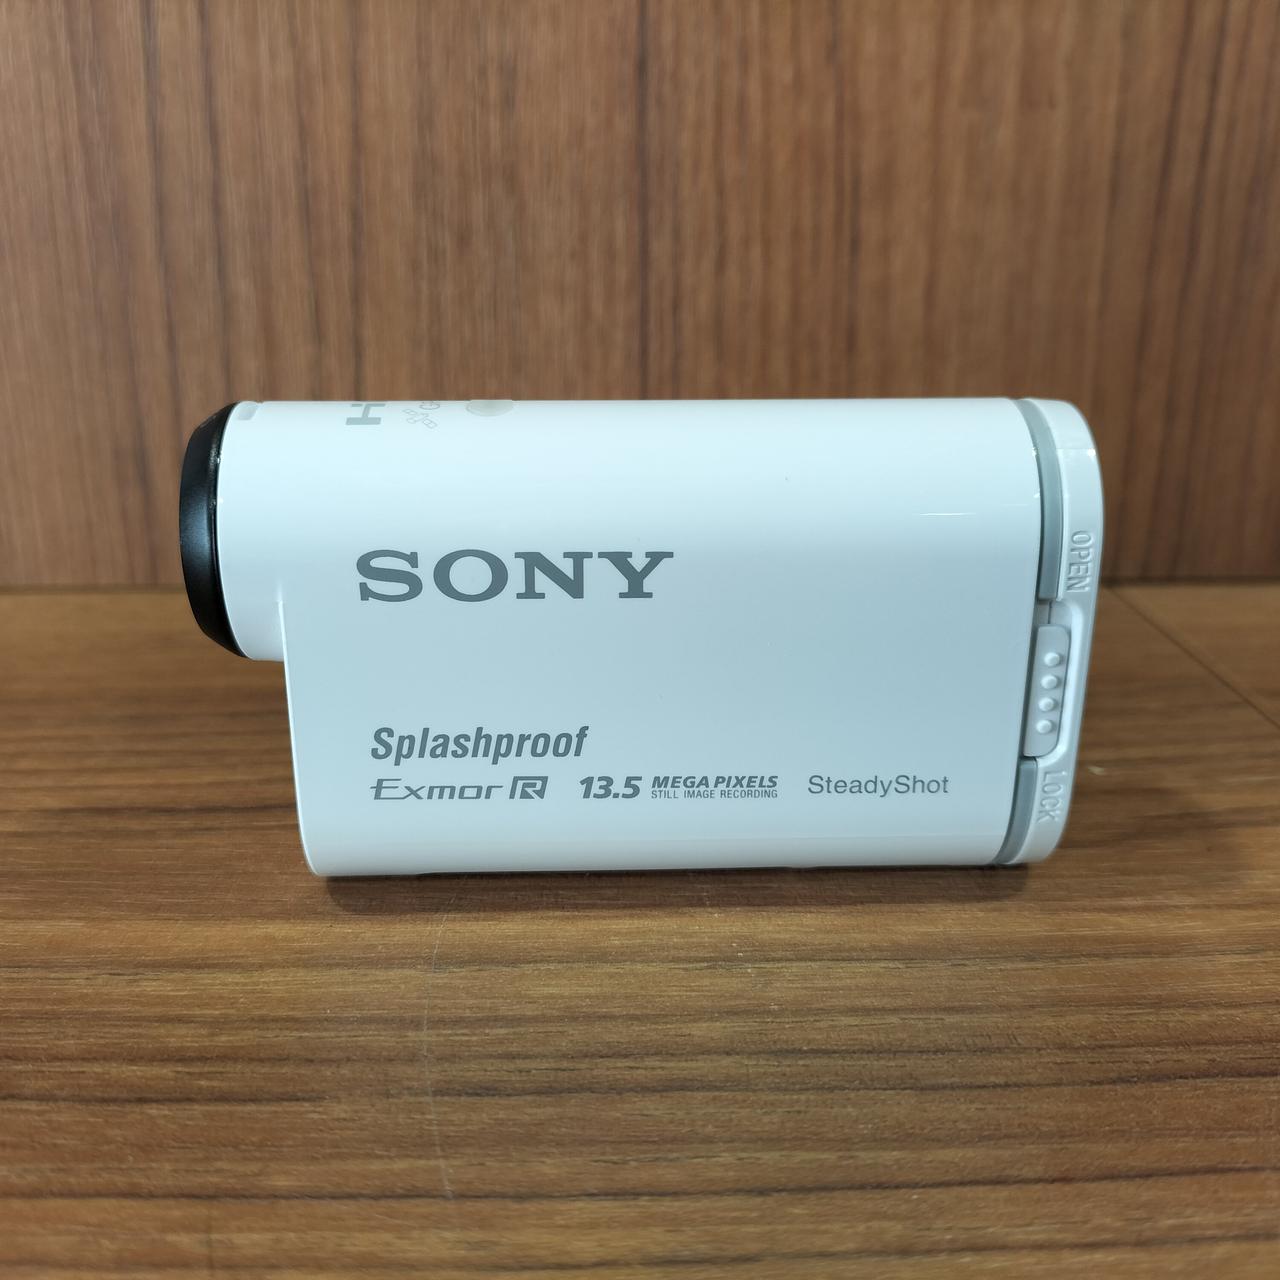 SONY
Splashproof
Exmor R 13.5 MEGA PIXELS SteadyShot
STILL IMAGE RECORDING
OPEN
LOCK